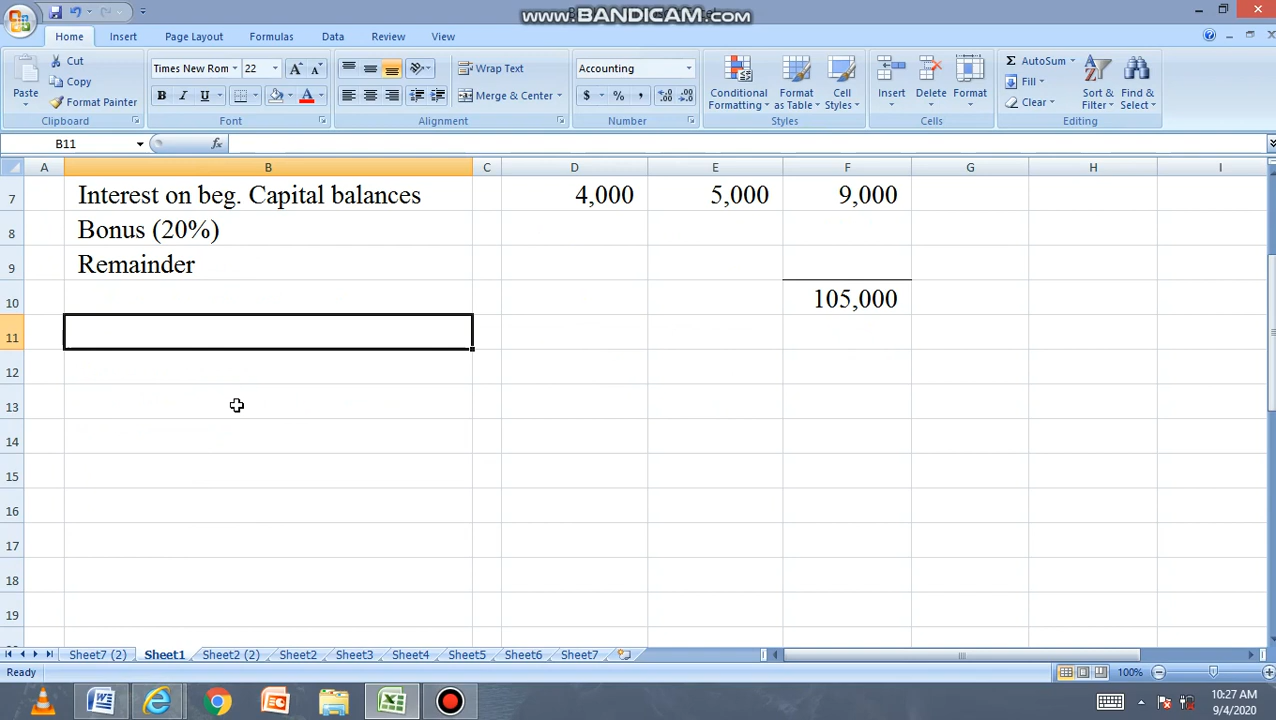 www.BANDICAM.com
Home Insert Page Layout Formulas Data Review View
Cut
Copy
Format Painter
Paste
Clipboard
Times New Rom 22
B I U
Font
Wrap Text
Merge & Center
Alignment
Accounting
$ % ,
Number
Conditional Formatting
Format as Table
Cell Styles
Styles
Insert Delete Format
Cells
Σ AutoSum
Fill
Clear
Sort & Filter
Find & Select
Editing
B11 fx
A B C D E F G H I
7 Interest on beg. Capital balances 4,000 5,000 9,000
8 Bonus (20%)
9 Remainder
10 105,000
11
12
13
14
15
16
17
18
19
Sheet7 (2) Sheet1 Sheet2 (2) Sheet2 Sheet3 Sheet4 Sheet5 Sheet6 Sheet7
Ready 100%
10:27 AM
9/4/2020